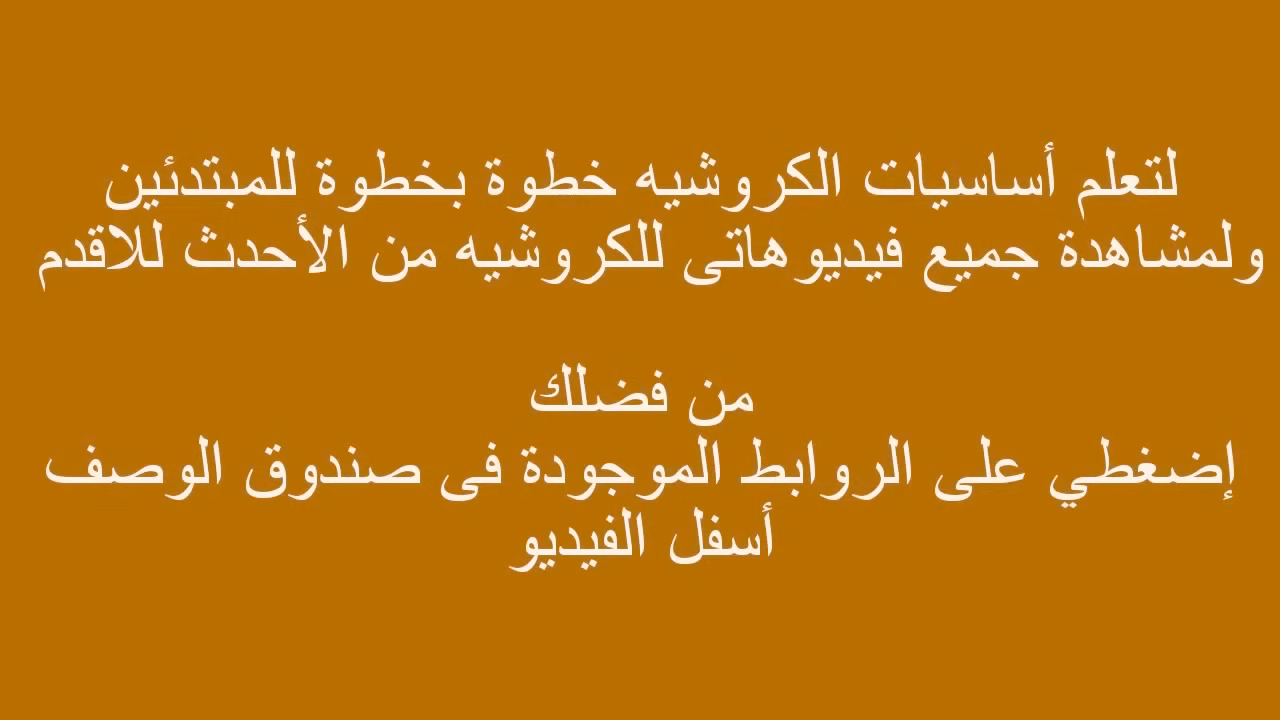 لتعلم أساسيات الكروشيه خطوة بخطوة للمبتدئين
ولمشاهدة جميع فيديوهاتى للكروشيه من الأحدث للاقدم
من فضلك
إضغطي على الروابط الموجودة فى صندوق الوصف
أسفل الفيديو